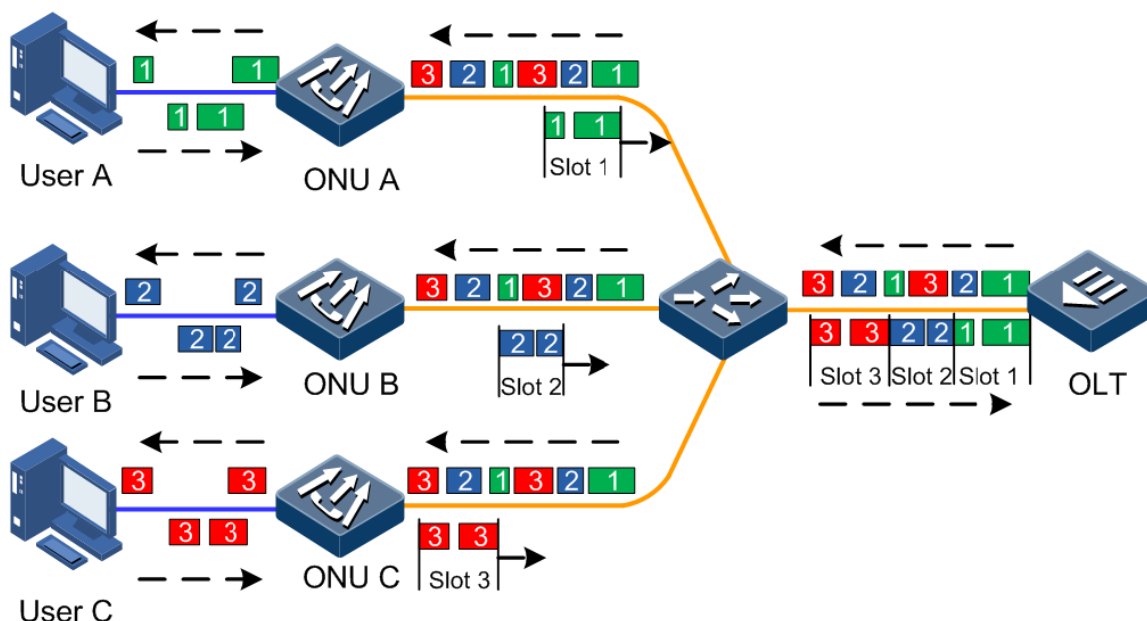 1 1
3 2 1 3 2 1
1 1
1 1
Slot 1
User A
ONU A
2 2
3 2 1 3 2 1
3 2 1 3 2 1
2 2
2 2
3 3 2 2 1 1
Slot 2
Slot 3 Slot 2 Slot 1
User B
ONU B
OLT
3 3
3 2 1 3 2 1
3 3
3 3
Slot 3
User C
ONU C